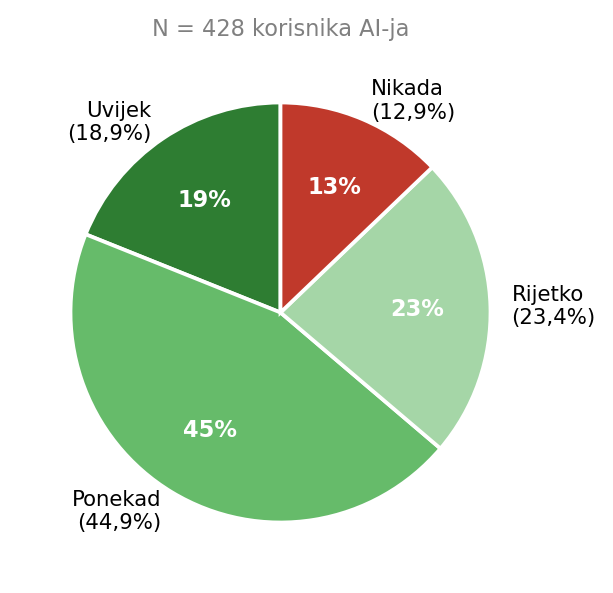 N = 428 korisnika AI-ja
Nikada
(12,9%)
Uvijek
(18,9%)
13%
19%
Rijetko
(23,4%)
23%
45%
Ponekad
(44,9%)